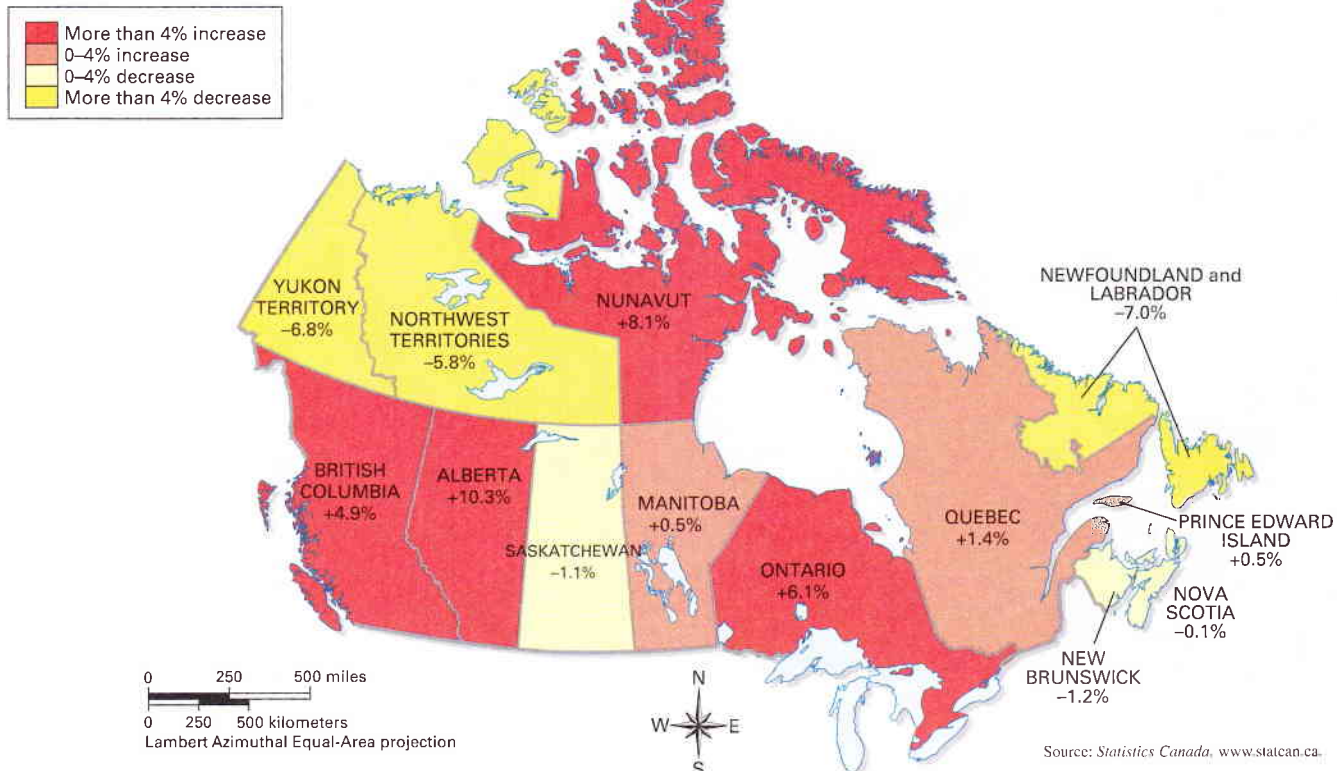 More than 4% increase
0–4% increase
0–4% decrease
More than 4% decrease
YUKON
TERRITORY
–6.8%
NORTHWEST
TERRITORIES
–5.8%
NUNAVUT
+8.1%
NEWFOUNDLAND and
LABRADOR
–7.0%
BRITISH
COLUMBIA
+4.9%
ALBERTA
+10.3%
SASKATCHEWAN
–1.1%
MANITOBA
+0.5%
ONTARIO
+6.1%
QUEBEC
+1.4%
PRINCE EDWARD
ISLAND
+0.5%
NOVA
SCOTIA
–0.1%
NEW
BRUNSWICK
–1.2%
0 250 500 miles
0 250 500 kilometers
Lambert Azimuthal Equal-Area projection
N
W E
S
Source: Statistics Canada, www.statcan.ca.